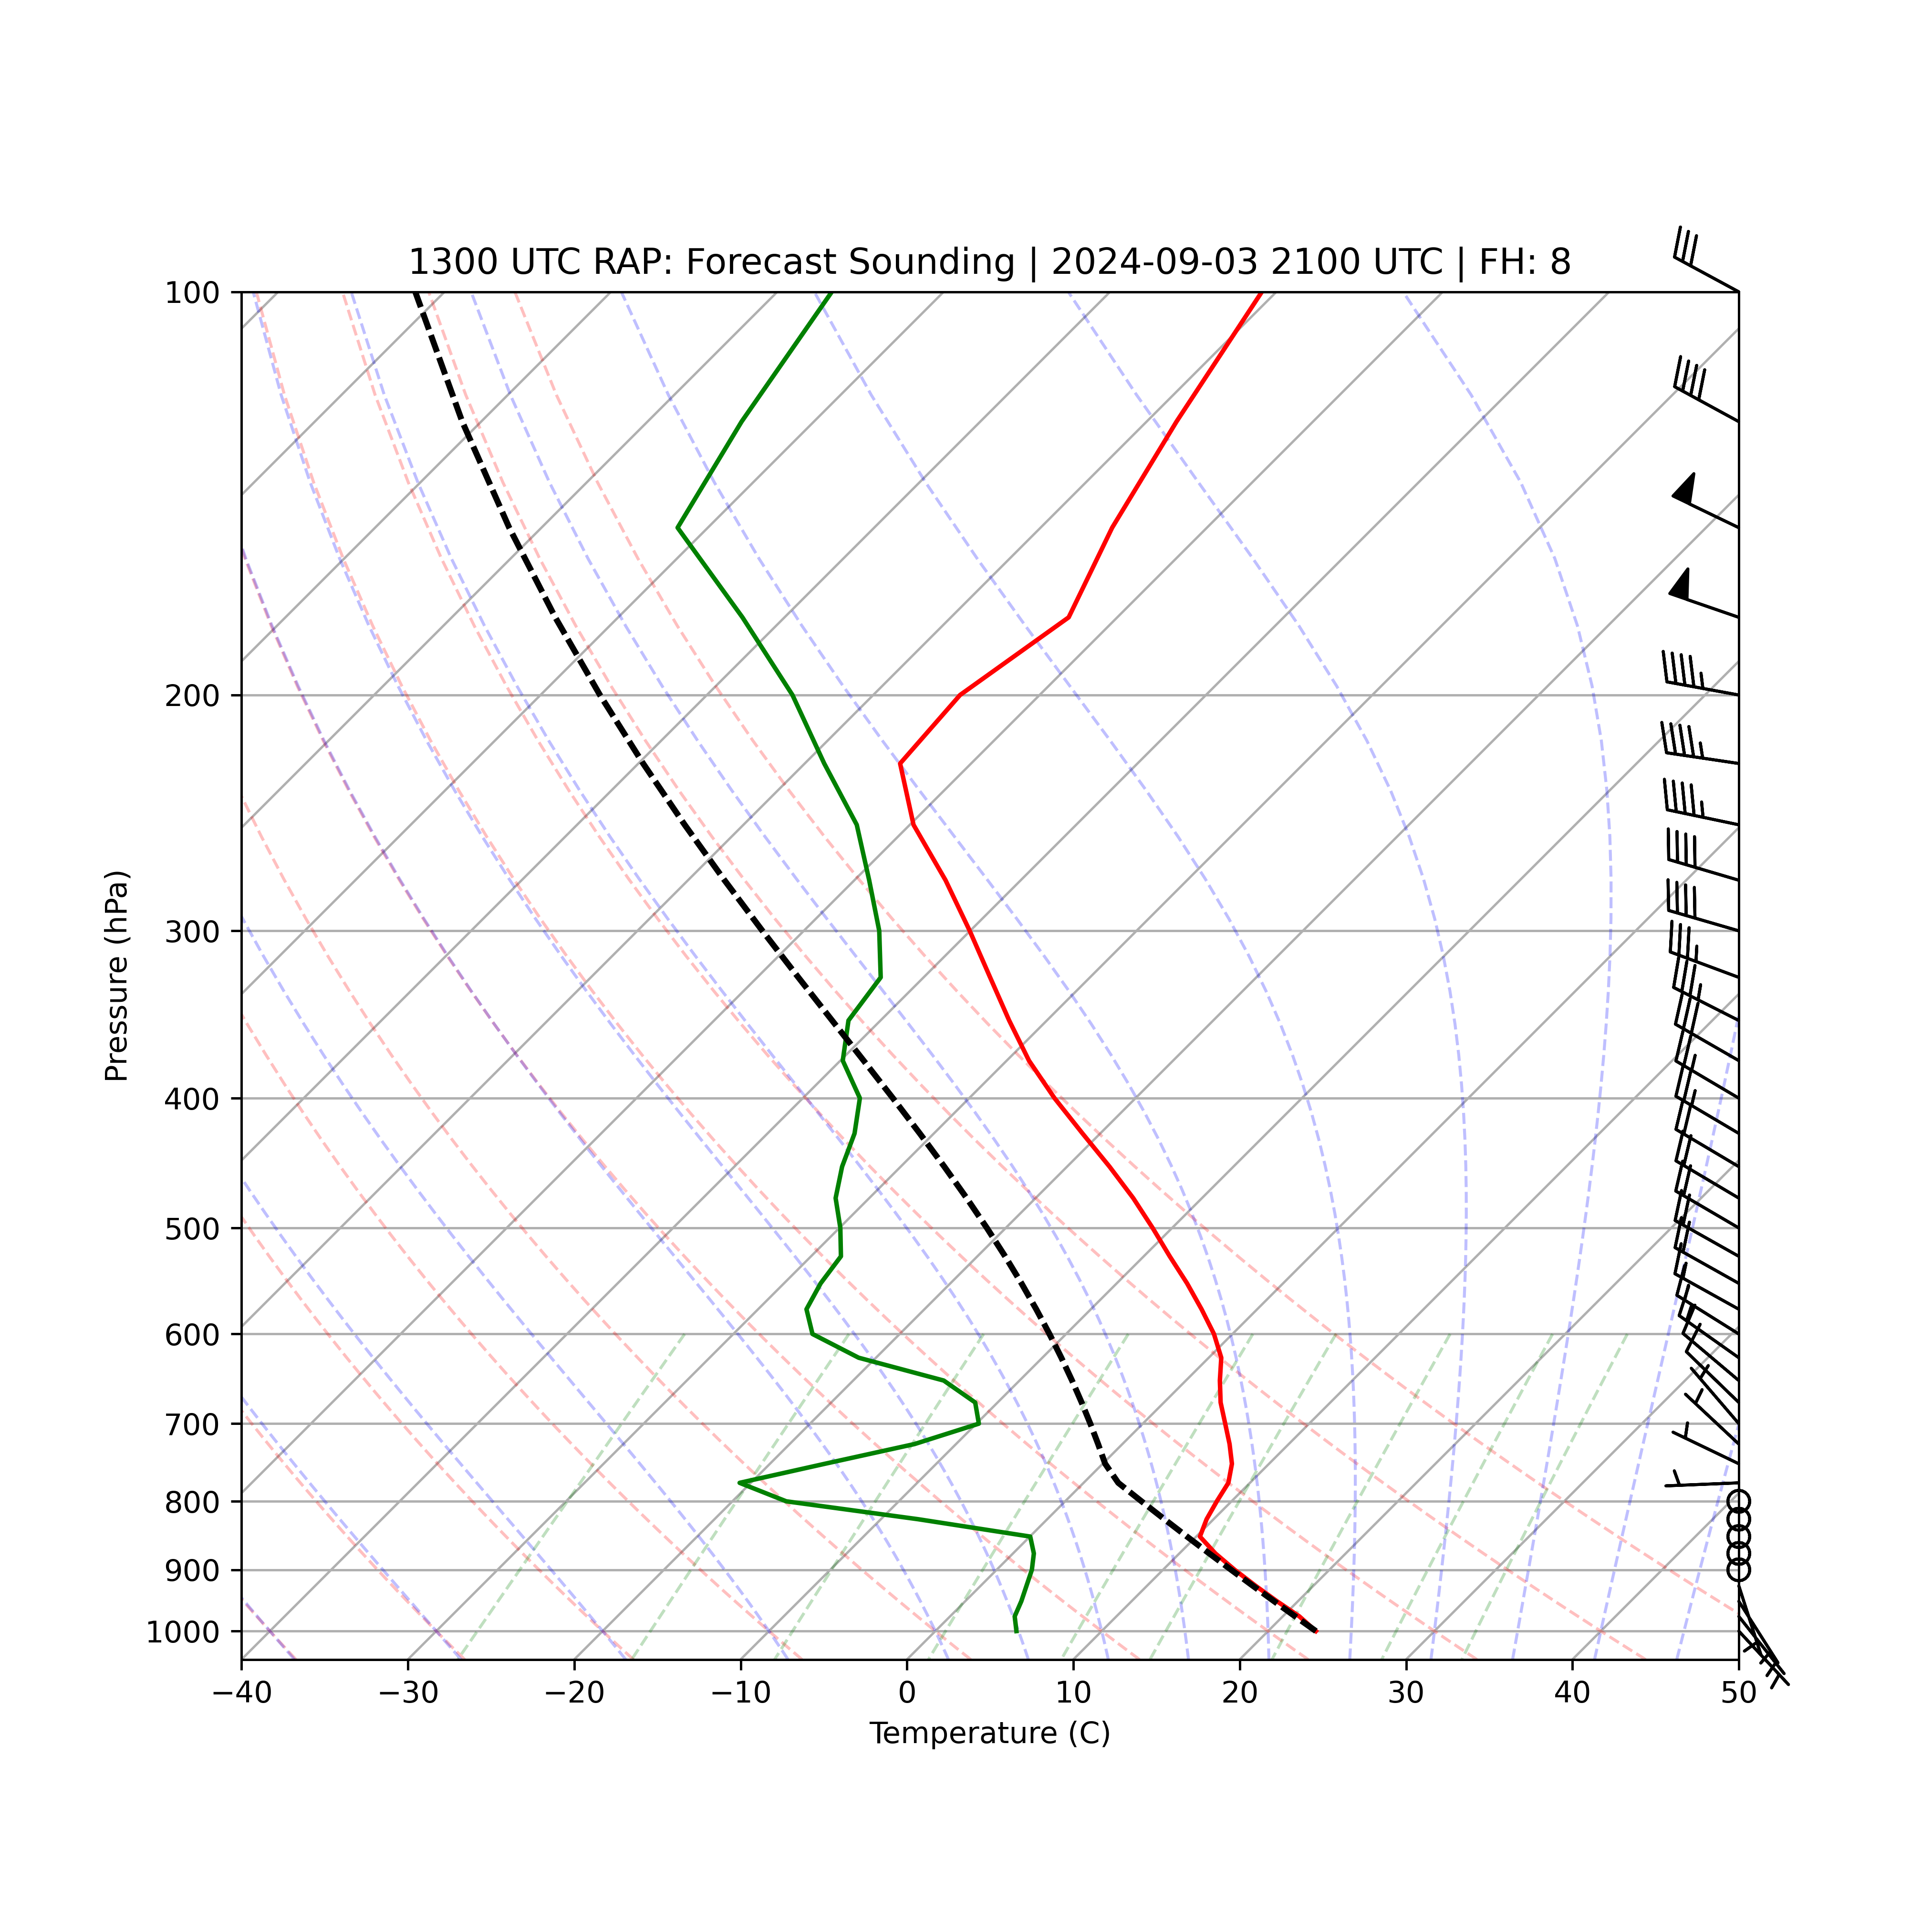 1300 UTC RAP: Forecast Sounding | 2024-09-03 2100 UTC | FH: 8
100
200
300
400
500
600
700
800
900
1000
Pressure (hPa)
−40 −30 −20 −10 0 10 20 30 40 50
Temperature (C)